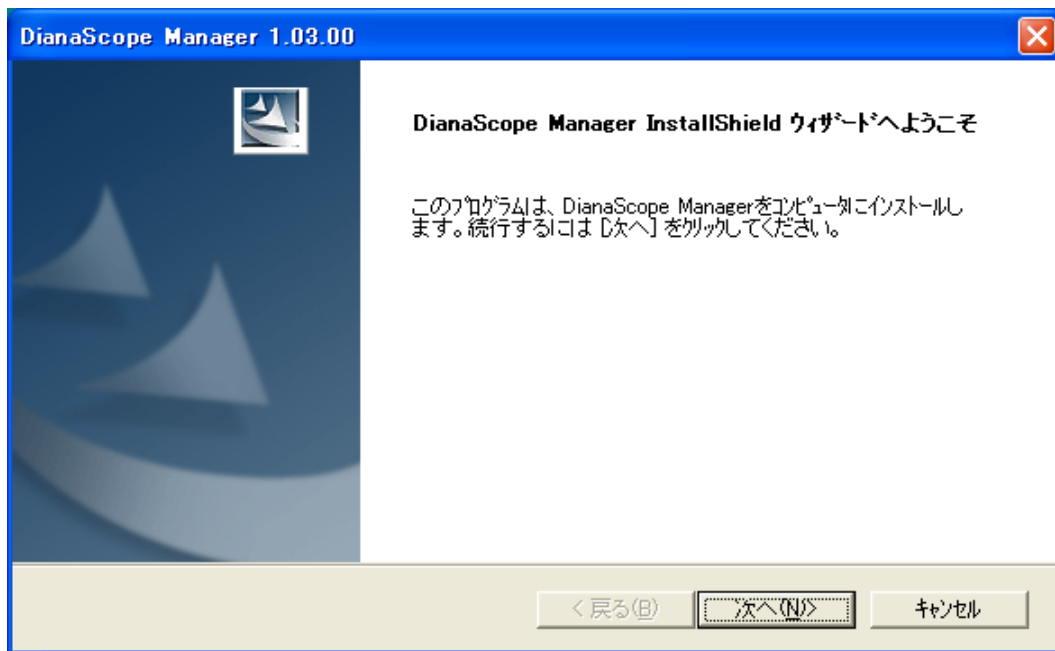 DianaScope Manager 1.03.00
DianaScope Manager InstallShield ウィザードへようこそ
このプログラムは、DianaScope Managerをコンピュータにインストールし
ます。続行するには [次へ] をクリックしてください。
< 戻る(B)
次へ(N)>
キャンセル